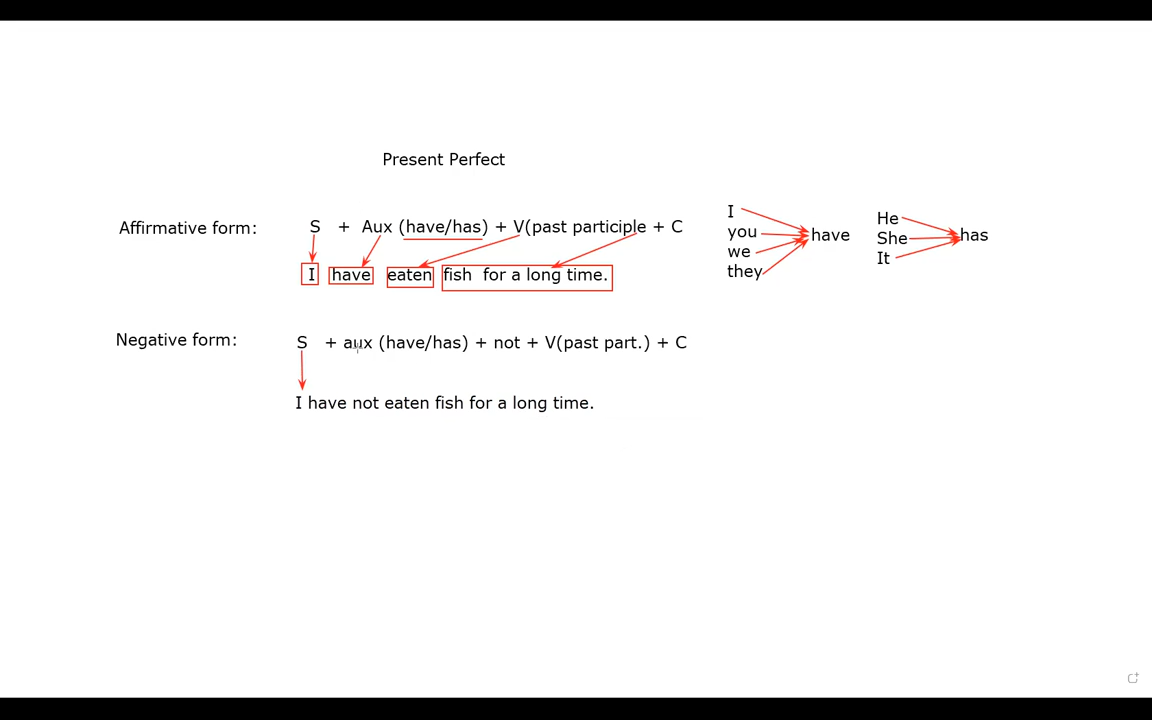 Present Perfect
Affirmative form: S + Aux (have/has) + V(past participle + C
I have eaten fish for a long time.
I
you
we
they
have
He
She
It
has
Negative form: S + aux (have/has) + not + V(past part.) + C
I have not eaten fish for a long time.